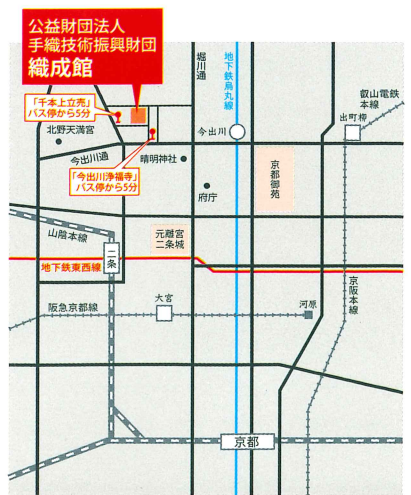 公益財団法人
手織技術振興財団
織成館
「千本上立売」
バス停から5分
北野天満宮
今出川通
「今出川浄福寺」
バス停から5分
晴明神社
堀川通
地下鉄烏丸線
今出川
叡山電鉄
本線
出町柳
京都
御苑
府庁
山陰本線
元離宮
二条城
二条
地下鉄東西線
阪急京都線
大宮
河原
京阪本線
京都